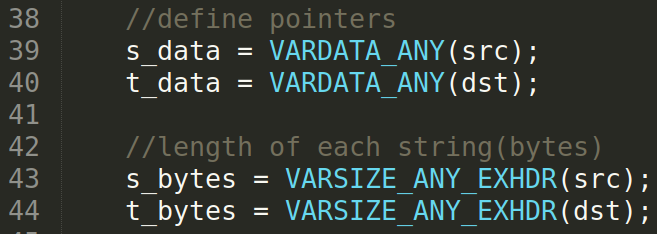 38 //define pointers
39 s_data = VARDATA_ANY(src);
40 t_data = VARDATA_ANY(dst);
41
42 //length of each string(bytes)
43 s_bytes = VARSIZE_ANY_EXHDR(src);
44 t_bytes = VARSIZE_ANY_EXHDR(dst);